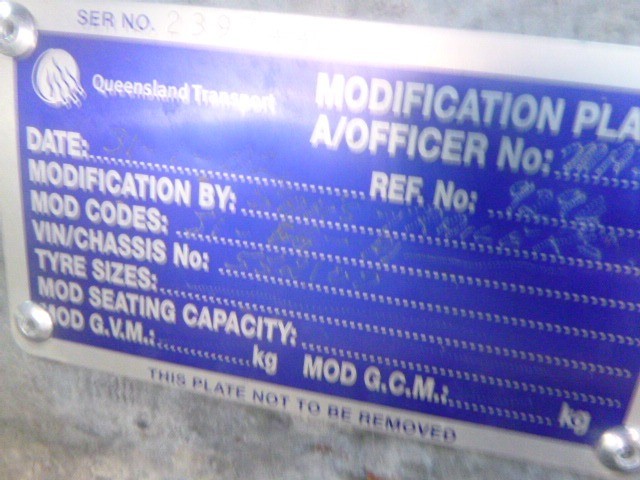 SER NO. 239
Queensland Transport
MODIFICATION PLA
A/OFFICER No:
DATE:
REF. No:
MODIFICATION BY:
MOD CODES:
VIN/CHASSIS No:
TYRE SIZES:
MOD SEATING CAPACITY:
MOD G.V.M.: kg MOD G.C.M.: kg
THIS PLATE NOT TO BE REMOVED